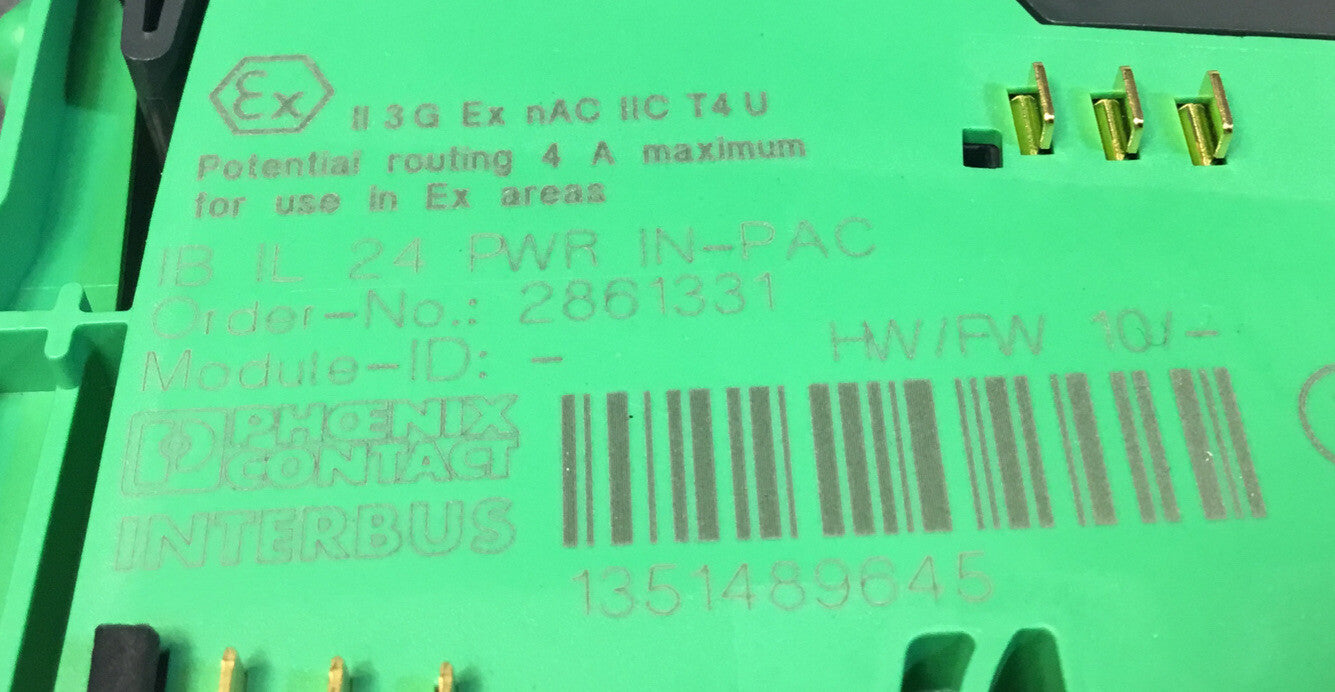 Ex II 3 G Ex nAC IIC T4 U
Potential routing 4 A maximum
for use in Ex areas
IB IL 24 PWR IN-PAC
Order-No.: 2861331
Module-ID: -
HW/FW 10/-
PHŒNIX
CONTACT
INTERBUS
1351489645